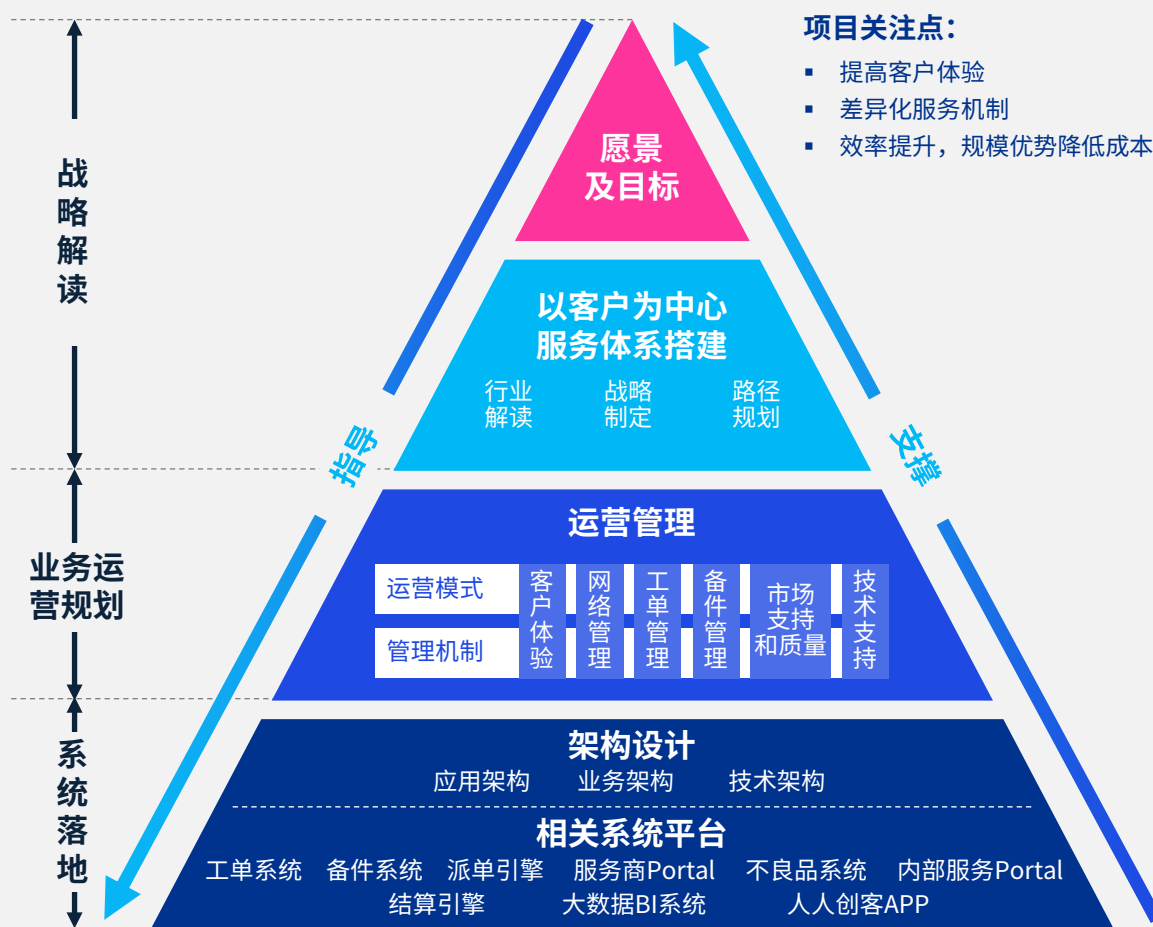 项目关注点：
▪ 提高客户体验
▪ 差异化服务机制
▪ 效率提升，规模优势降低成本
战略解读
愿景
及目标
以客户为中心
服务体系搭建
行业 战略 路径
解读 制定 规划
指导
支撑
业务运
营规划
运营管理
运营模式
管理机制
客户体验
网络管理
工单管理
备件管理
市场
支持
和质量
技术支持
系统落地
架构设计
应用架构 业务架构 技术架构
相关系统平台
工单系统 备件系统 派单引擎 服务商Portal 不良品系统 内部服务Portal
结算引擎 大数据BI系统 人人创客APP